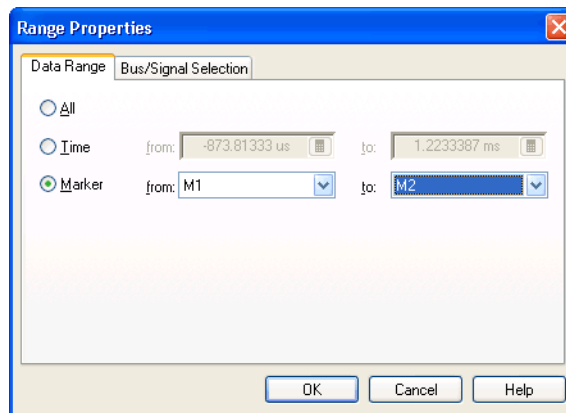 Range Properties
Data Range Bus/Signal Selection
All
Time from: -873.81333 us to: 1.2233387 ms
Marker from: M1 to: M2
OK Cancel Help